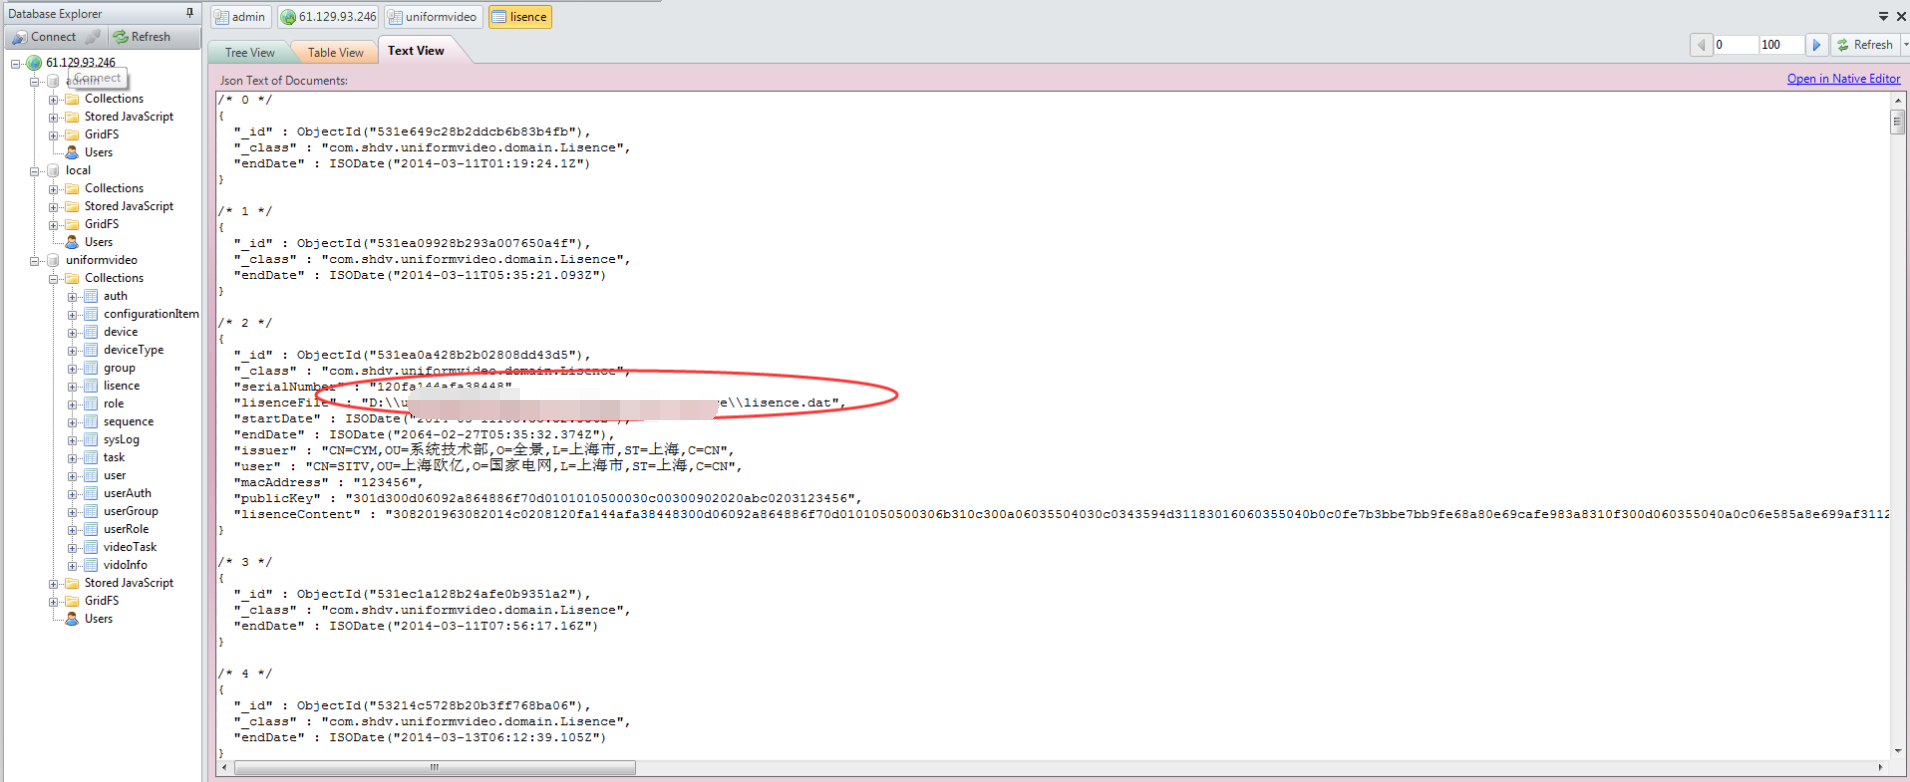 Database Explorer
Connect Refresh
61.129.93.246
Connect
admin
Collections
Stored JavaScript
GridFS
Users
local
Collections
Stored JavaScript
GridFS
Users
uniformvideo
Collections
auth
configurationItem
device
deviceType
group
lisence
role
sequence
sysLog
task
user
userAuth
userGroup
userRole
videoTask
vidoInfo
Stored JavaScript
GridFS
Users
admin 61.129.93.246 uniformvideo lisence
Tree View Table View Text View
0 100 Refresh
Json Text of Documents: Open in Native Editor
/* 0 */
{
"_id" : ObjectId("531e649c28b2ddcb6b83b4fb"),
"_class" : "com.shdv.uniformvideo.domain.Lisence",
"endDate" : ISODate("2014-03-11T01:19:24.1Z")
}
/* 1 */
{
"_id" : ObjectId("531ea09928b293a007650a4f"),
"_class" : "com.shdv.uniformvideo.domain.Lisence",
"endDate" : ISODate("2014-03-11T05:35:21.093Z")
}
/* 2 */
{
"_id" : ObjectId("531ea0a428b2b02808dd43d5"),
"_class" : "com.shdv.uniformvideo.domain.Lisence",
"serialNumber" : "120fa144afa38448"
"lisenceFile" : "D:\\u e\\lisence.dat",
"startDate" : ISODate(
"endDate" : ISODate("2064-02-27T05:35:32.374Z"),
"issuer" : "CN=CYM,OU=系统技术部,O=全景,L=上海市,ST=上海,C=CN",
"user" : "CN=SITV,OU=上海欧亿,O=国家电网,L=上海市,ST=上海,C=CN",
"macAddress" : "123456",
"publicKey" : "301d300d06092a864886f70d0101010500030c00300902020abc0203123456",
"lisenceContent" : "308201963082014c0208120fa144afa38448300d06092a864886f70d0101050500306b310c300a06035504030c0343594d31183016060355040b0c0fe7b3bbe7bb9fe68a80e69cafe983a8310f300d060355040a0c06e585a8e699af3112
}
/* 3 */
{
"_id" : ObjectId("531ec1a128b24afe0b9351a2"),
"_class" : "com.shdv.uniformvideo.domain.Lisence",
"endDate" : ISODate("2014-03-11T07:56:17.16Z")
}
/* 4 */
{
"_id" : ObjectId("53214c5728b20b3ff768ba06"),
"_class" : "com.shdv.uniformvideo.domain.Lisence",
"endDate" : ISODate("2014-03-13T06:12:39.105Z")
}